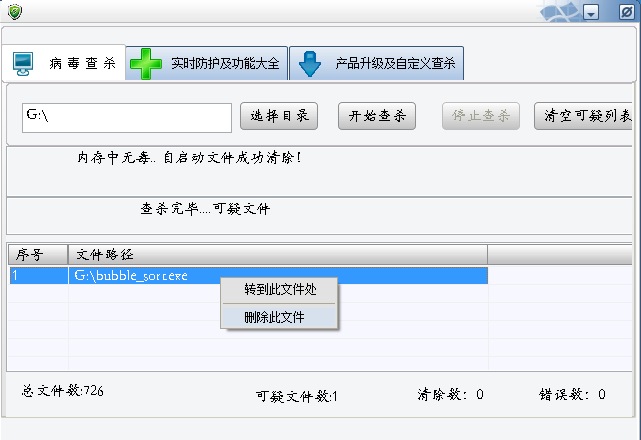 病毒查杀 实时防护及功能大全 产品升级及自定义查杀
G:\ 选择目录 开始查杀 停止查杀 清空可疑列表
内存中无毒.. 自启动文件成功清除!
查杀完毕....可疑文件
序号 文件路径
1 G:\bubble_sort.exe
转到此文件处
删除此文件
总文件数:726 可疑文件数:1 清除数: 0 错误数: 0